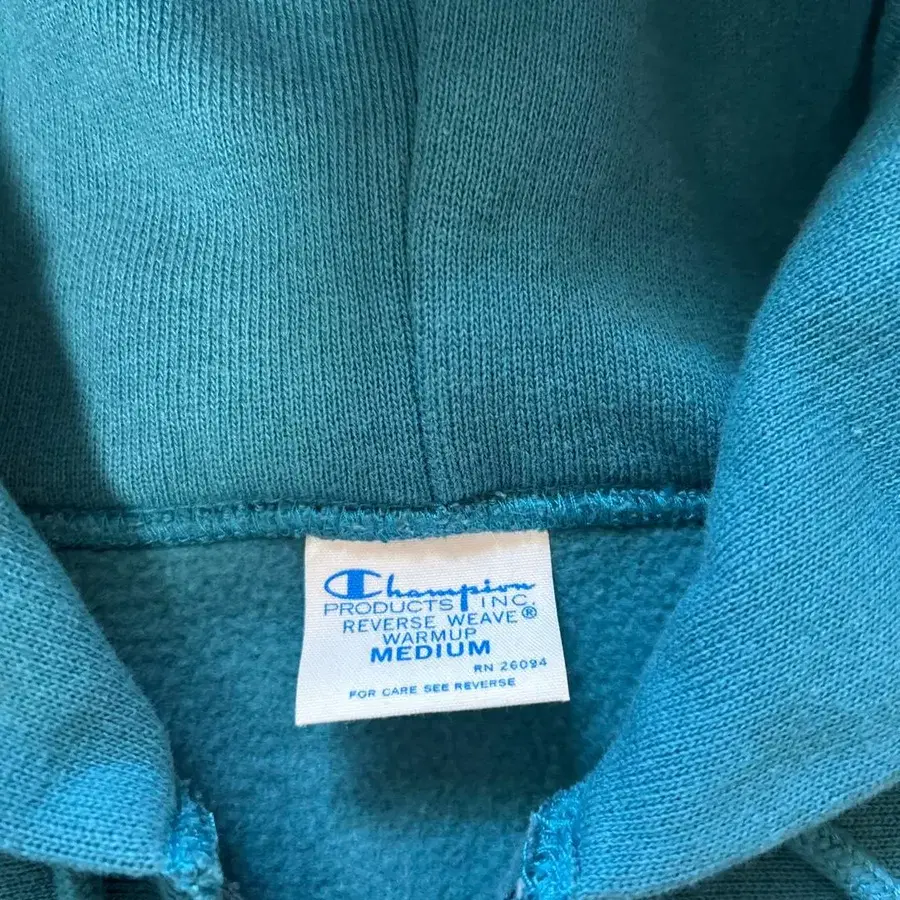 Champion
PRODUCTS INC.
REVERSE WEAVE®
WARMUP
MEDIUM
RN 26094
FOR CARE SEE REVERSE